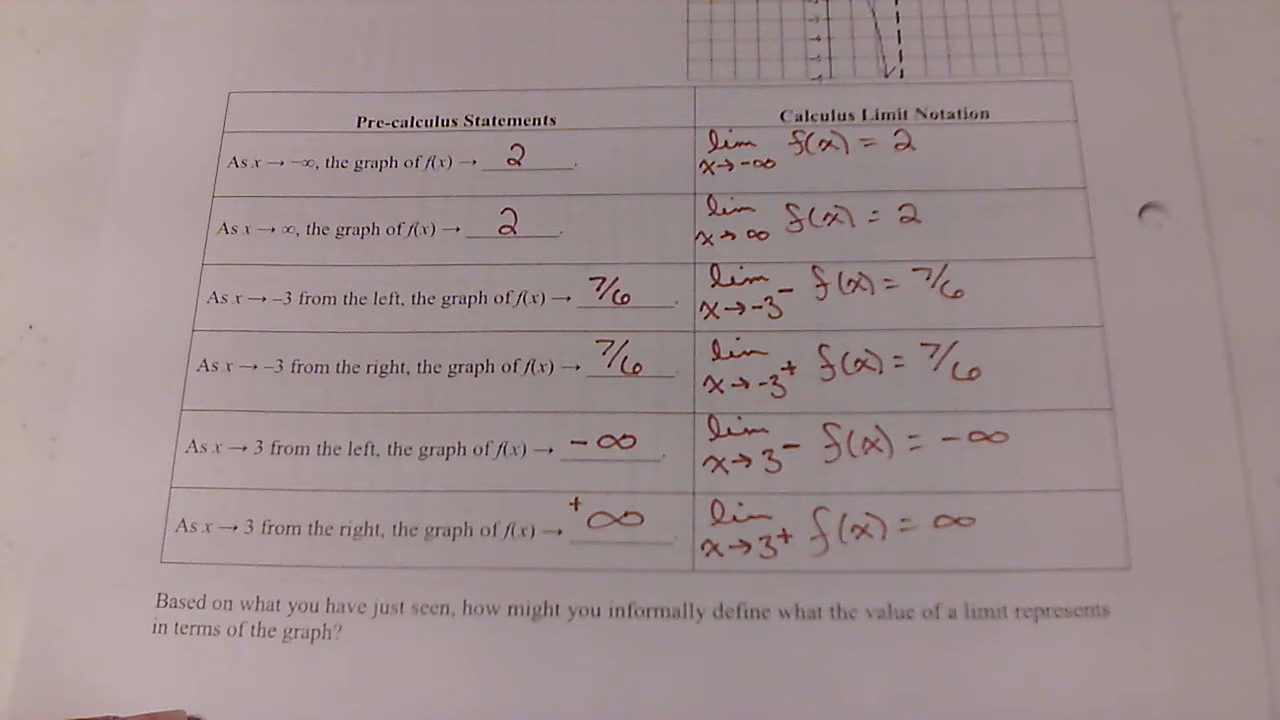 Pre-calculus Statements
Calculus Limit Notation
As x → −∞, the graph of f(x) → 2.
lim x→-∞ f(x) = 2
As x → ∞, the graph of f(x) → 2.
lim x→∞ f(x) = 2
As x → −3 from the left, the graph of f(x) → 7/6.
lim x→-3⁻ f(x) = 7/6
As x → −3 from the right, the graph of f(x) → 7/6.
lim x→-3⁺ f(x) = 7/6
As x → 3 from the left, the graph of f(x) → -∞.
lim x→3⁻ f(x) = -∞
As x → 3 from the right, the graph of f(x) → +∞.
lim x→3⁺ f(x) = ∞
Based on what you have just seen, how might you informally define what the value of a limit represents
in terms of the graph?